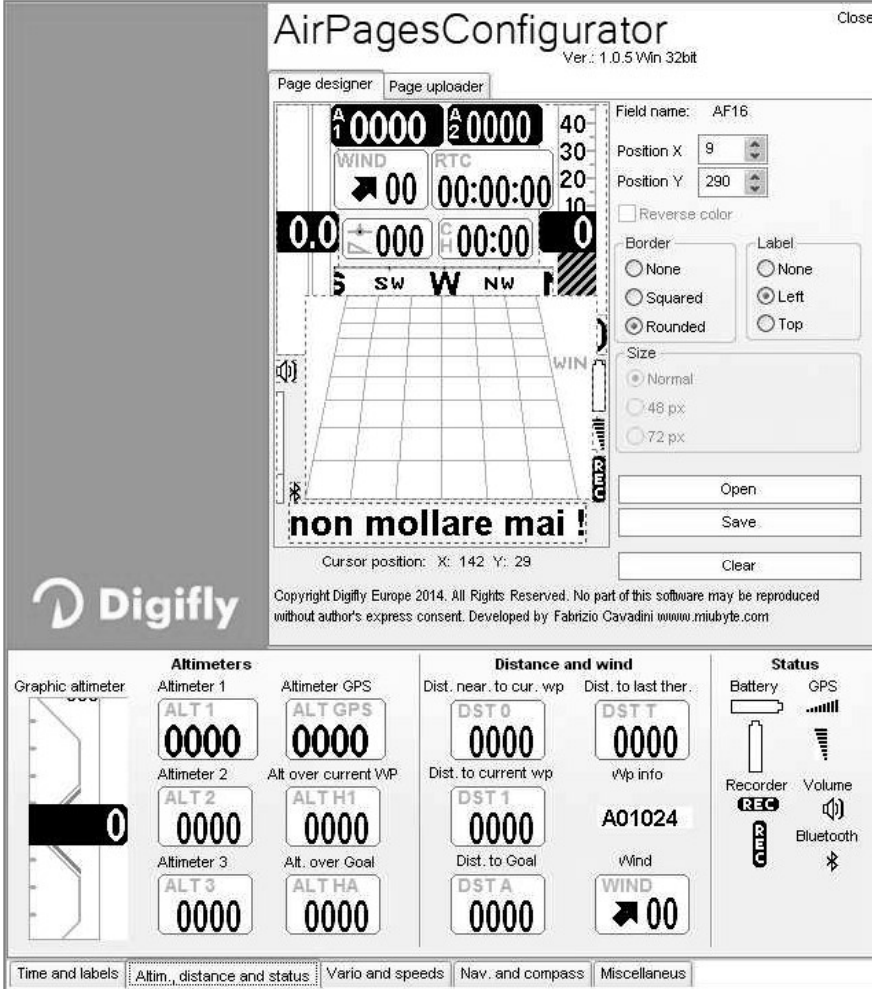 AirPagesConfigurator
Close
Ver.: 1.0.5 Win 32bit
Page designer
Page uploader
A1 0000
A2 0000
40
30
20
10
WIND
00
RTC
00:00:00
0.0
000
CH 00:00
0
S SW W NW
WIN
REC
non mollare mai !
Cursor position: X: 142 Y: 29
Field name: AF16
Position X 9
Position Y 290
Reverse color
Border
None
Squared
Rounded
Label
None
Left
Top
Size
Normal
48 px
72 px
Open
Save
Clear
Copyright Digifly Europe 2014. All Rights Reserved. No part of this software may be reproduced
without author's express consent. Developed by Fabrizio Cavadini wwww.miubyte.com
Digifly
Altimeters
Graphic altimeter
0
Altimeter 1
ALT 1
0000
Altimeter GPS
ALT GPS
0000
Altimeter 2
ALT 2
0000
Alt over current WP
ALT H1
0000
Altimeter 3
ALT 3
0000
Alt. over Goal
ALT HA
0000
Distance and wind
Dist. near. to cur. wp
DST 0
0000
Dist. to last ther.
DST T
0000
Dist. to current wp
DST 1
0000
Wp info
A01024
Dist. to Goal
DST A
0000
Wind
WIND
00
Status
Battery
GPS
Recorder
REC
REC
Volume
Bluetooth
Time and labels
Altim., distance and status
Vario and speeds
Nav. and compass
Miscellaneus